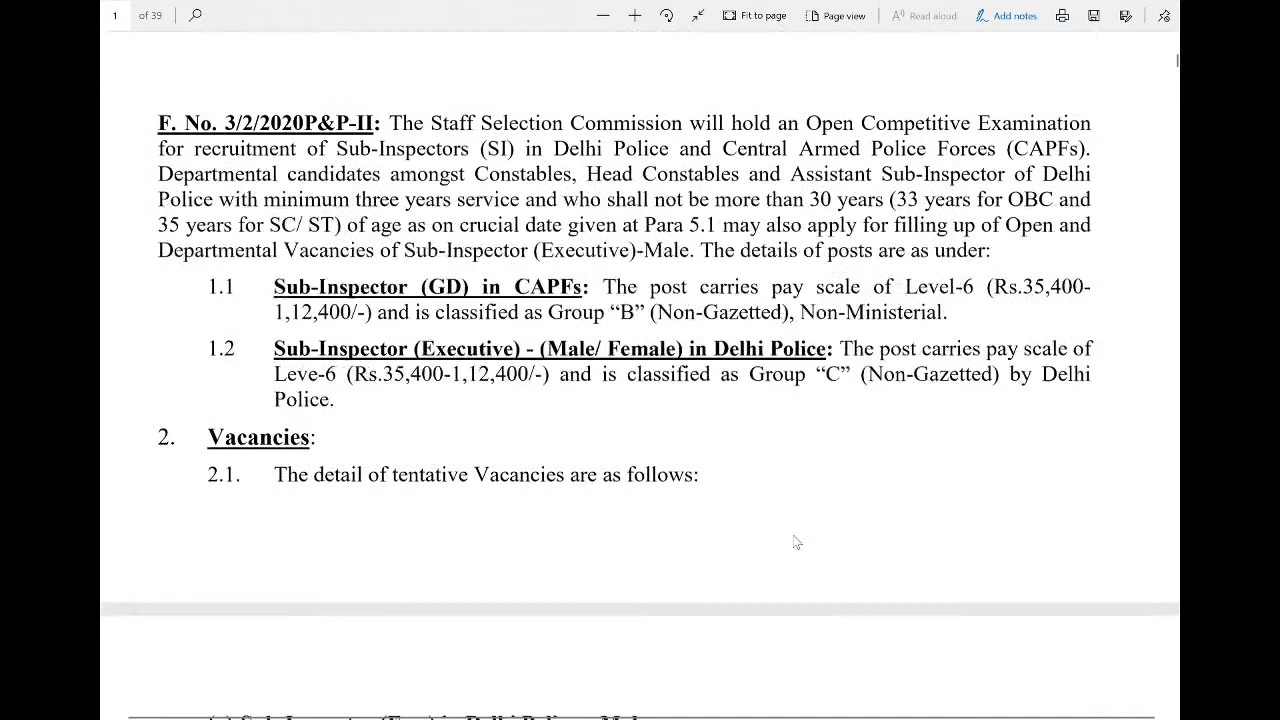 1 of 39 Fit to page Page view Read aloud Add notes
F. No. 3/2/2020P&P-II: The Staff Selection Commission will hold an Open Competitive Examination
for recruitment of Sub-Inspectors (SI) in Delhi Police and Central Armed Police Forces (CAPFs).
Departmental candidates amongst Constables, Head Constables and Assistant Sub-Inspector of Delhi
Police with minimum three years service and who shall not be more than 30 years (33 years for OBC and
35 years for SC/ ST) of age as on crucial date given at Para 5.1 may also apply for filling up of Open and
Departmental Vacancies of Sub-Inspector (Executive)-Male. The details of posts are as under:
1.1 Sub-Inspector (GD) in CAPFs: The post carries pay scale of Level-6 (Rs.35,400-
1,12,400/-) and is classified as Group “B” (Non-Gazetted), Non-Ministerial.
1.2 Sub-Inspector (Executive) - (Male/ Female) in Delhi Police: The post carries pay scale of
Leve-6 (Rs.35,400-1,12,400/-) and is classified as Group “C” (Non-Gazetted) by Delhi
Police.
2. Vacancies:
2.1. The detail of tentative Vacancies are as follows: